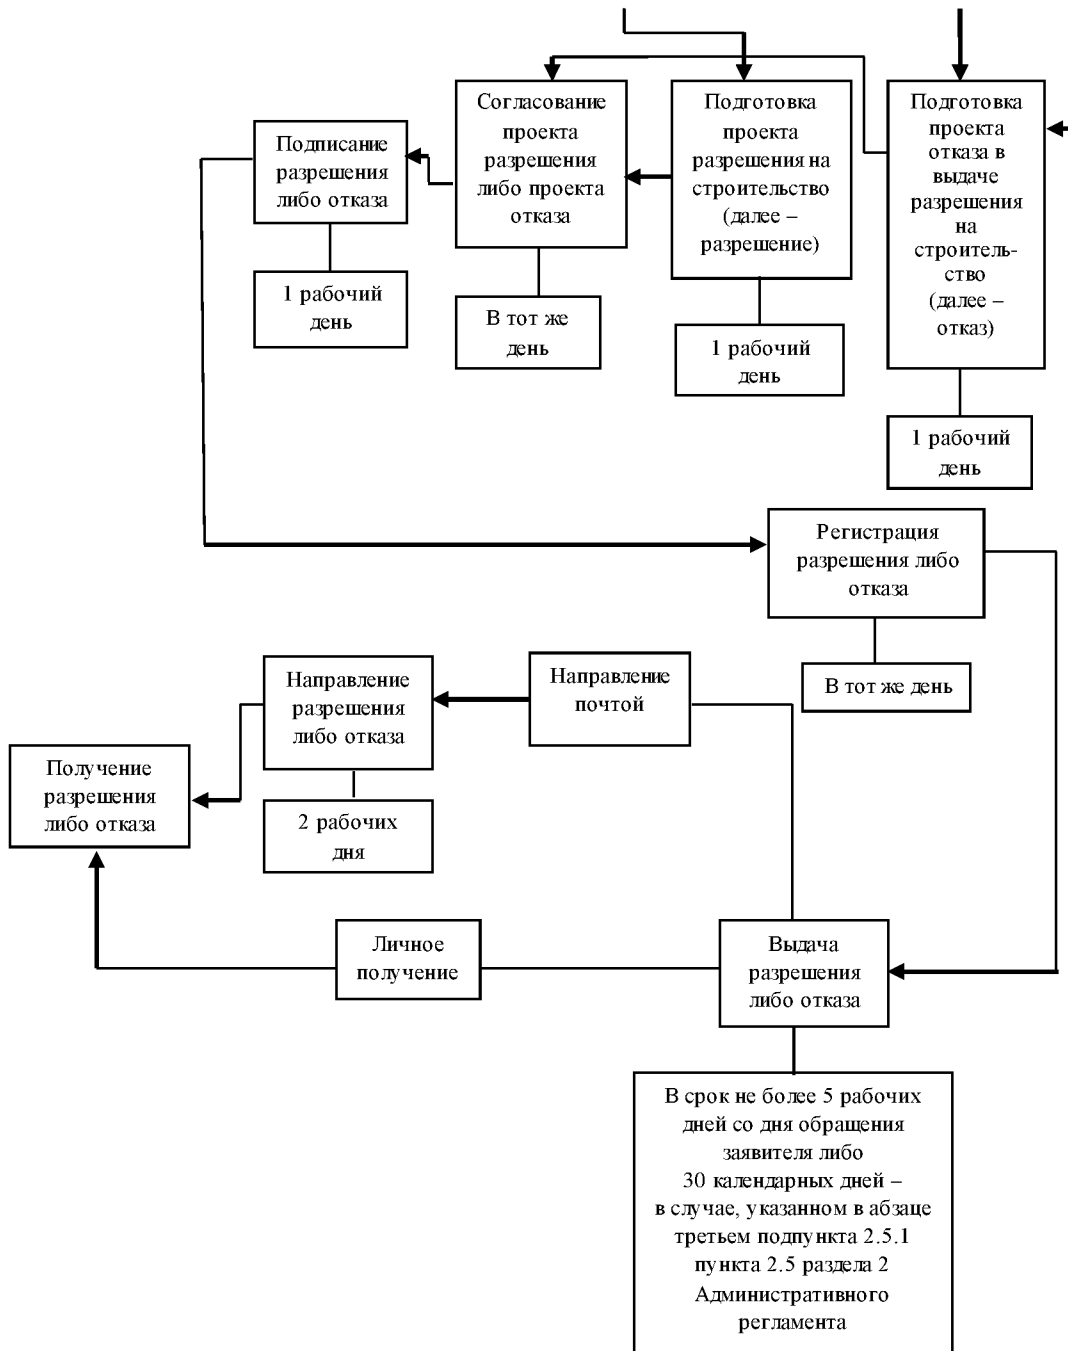 Подписание
разрешения
либо отказа
1 рабочий
день
Согласование
проекта
разрешения
либо проекта
отказа
В тот же
день
Подготовка
проекта
разрешения на
строительство
(далее –
разрешение)
1 рабочий
день
Подготовка
проекта
отказа в
выдаче
разрешения
на
строитель-
ство
(далее –
отказ)
1 рабочий
день
Регистрация
разрешения либо
отказа
В тот же день
Направление
почтой
Направление
разрешения
либо отказа
2 рабочих
дня
Получение
разрешения
либо отказа
Личное
получение
Выдача
разрешения
либо отказа
В срок не более 5 рабочих
дней со дня обращения
заявителя либо
30 календарных дней –
в случае, указанном в абзаце
третьем подпункта 2.5.1
пункта 2.5 раздела 2
Административного
регламента